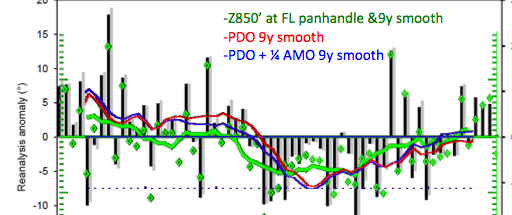 -Z850’ at FL panhandle &9y smooth
-PDO 9y smooth
-PDO + ¼ AMO 9y smooth
Reanalysis anomaly (°)
20
15
10
5
0
-5
-10